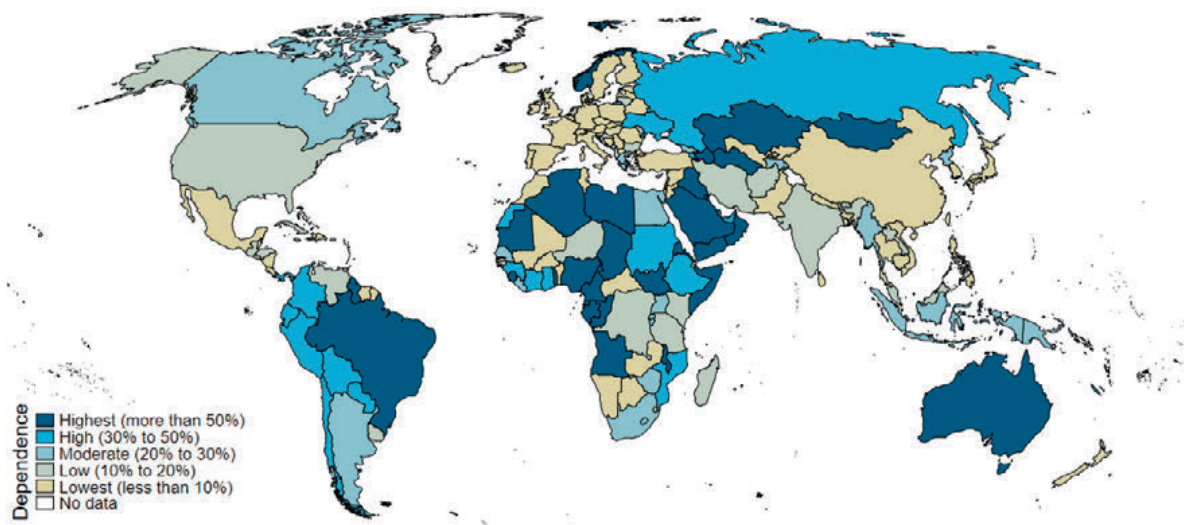 Dependence
Highest (more than 50%)
High (30% to 50%)
Moderate (20% to 30%)
Low (10% to 20%)
Lowest (less than 10%)
No data